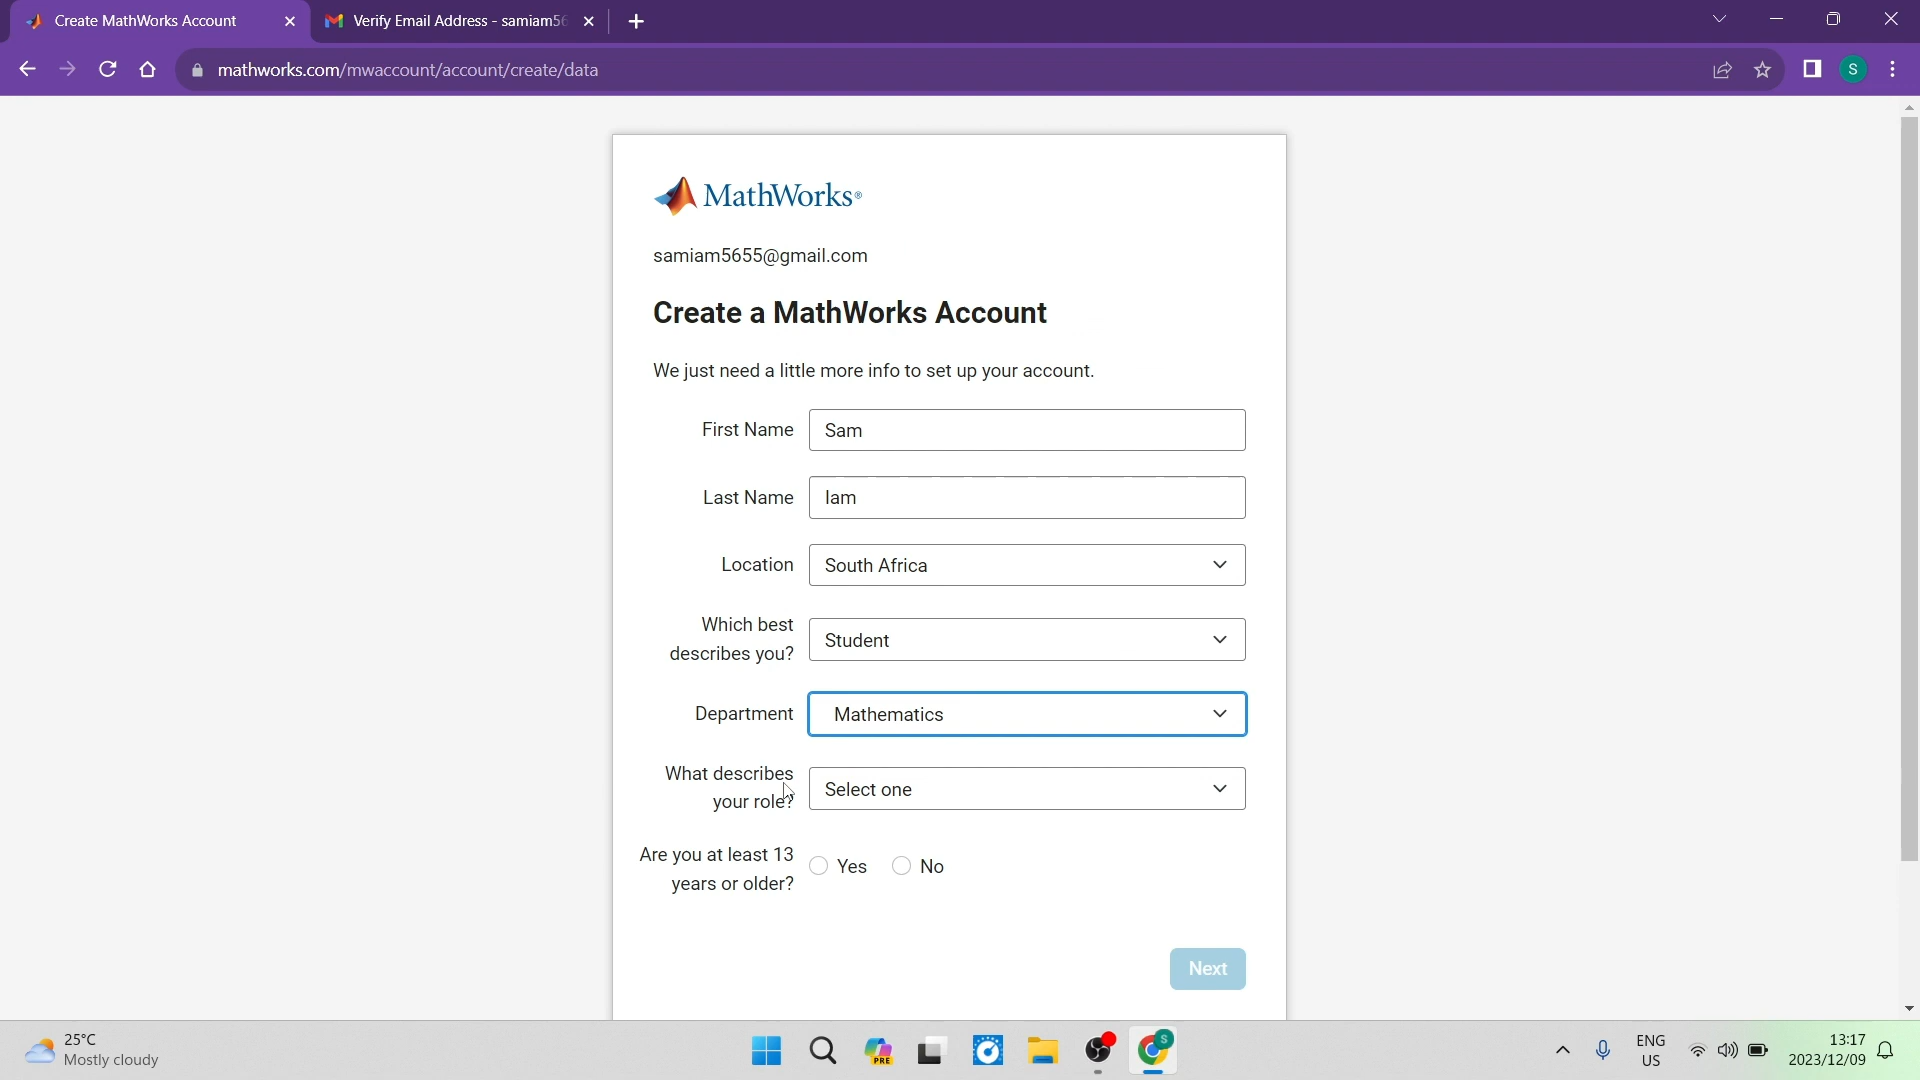 Create MathWorks Account
Verify Email Address - samiam56
mathworks.com/mwaccount/account/create/data
S
MathWorks®
samiam5655@gmail.com
Create a MathWorks Account
We just need a little more info to set up your account.
First Name Sam
Last Name Iam
Location South Africa
Which best
describes you? Student
Department Mathematics
What describes
your role? Select one
Are you at least 13
years or older? Yes No
Next
25°C
Mostly cloudy
PRE
S
ENG
US
13:17
2023/12/09